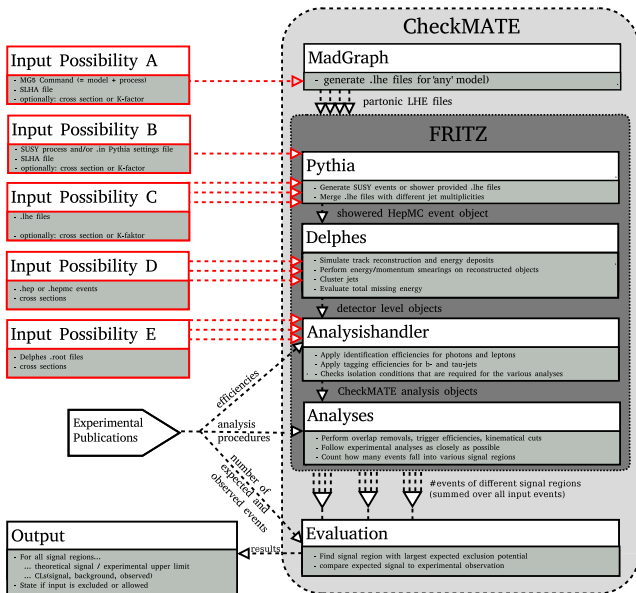 CheckMATE
Input Possibility A
- MG5 Command (= model + process)
- SLHA file
- optionally: cross section or K-factor
MadGraph
- generate .lhe files for 'any' model)
partonic LHE files
Input Possibility B
- SUSY process and/or .in Pythia settings file
- SLHA file
- optionally: cross section or K-factor
FRITZ
Pythia
- Generate SUSY events or shower provided .lhe files
- Merge .lhe files with different jet multiplicities
Input Possibility C
- .lhe files
- optionally: cross section or K-faktor
showered HepMC event object
Delphes
- Simulate track reconstruction and energy deposits
- Perform energy/momentum smearings on reconstructed objects
- Cluster jets
- Evaluate total missing energy
Input Possibility D
- .hep or .hepmc events
- cross sections
detector level objects
Input Possibility E
- Delphes .root files
- cross sections
Analysishandler
- Apply identification efficiencies for photons and leptons
- Apply tagging efficiencies for b- and tau-jets
- Checks isolation conditions that are required for the various analyses
CheckMATE analysis objects
Experimental
Publications
efficiencies
analysis
procedures
number of
expected and
observed events
Analyses
- Perform overlap removals, trigger efficiencies, kinematical cuts
- Follow experimental analyses as closely as possible
- Count how many events fall into various signal regions
#events of different signal regions
(summed over all input events)
Evaluation
- Find signal region with largest expected exclusion potential
- compare expected signal to experimental observation
results
Output
- For all signal regions...
... theoretical signal / experimental upper limit
... CLs(signal, background, observed)
- State if input is excluded or allowed